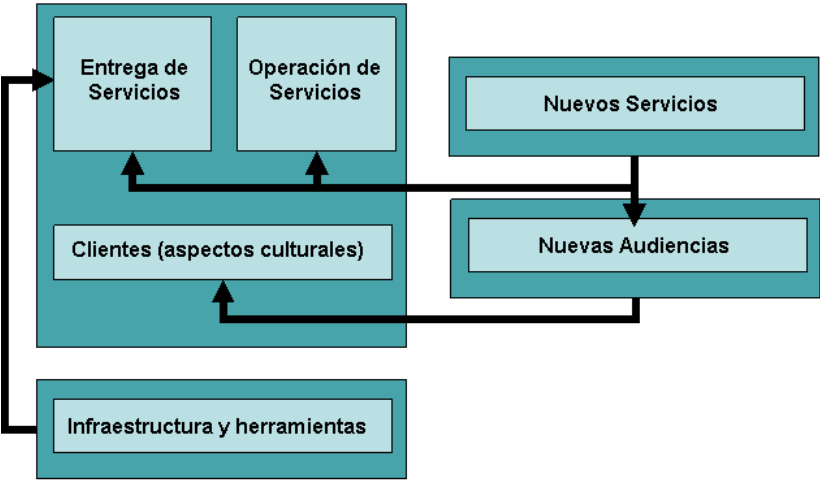 Entrega de
Servicios
Operación de
Servicios
Nuevos Servicios
Clientes (aspectos culturales)
Nuevas Audiencias
Infraestructura y herramientas